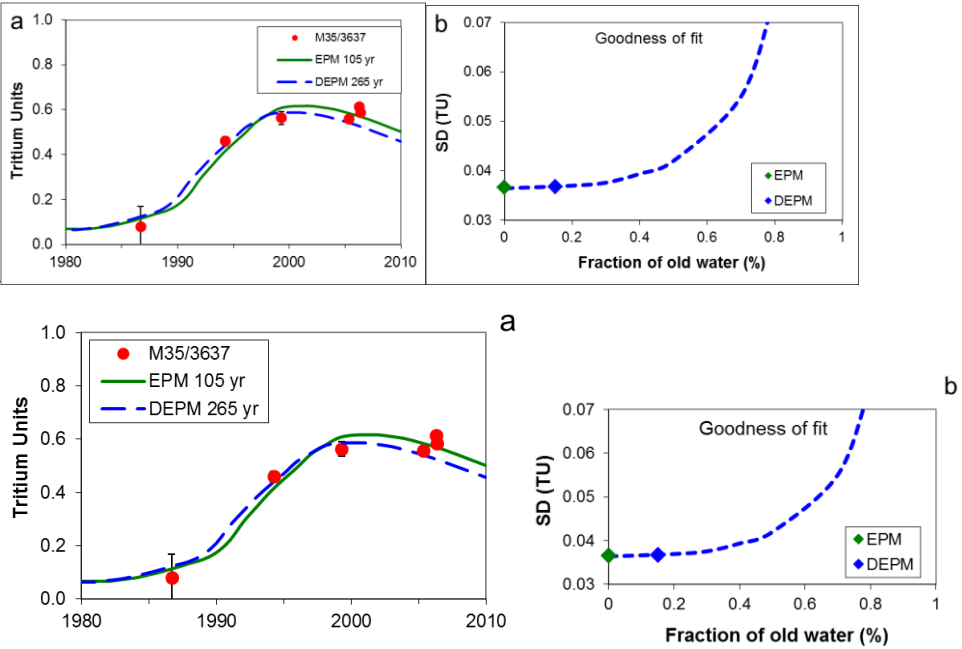 a
1.0
0.8
0.6
0.4
0.2
0.0
Tritium Units
M35/3637
EPM 105 yr
DEPM 265 yr
1980 1990 2000 2010
b
0.07
0.06
0.05
0.04
0.03
SD (TU)
Goodness of fit
EPM
DEPM
0 0.2 0.4 0.6 0.8 1
Fraction of old water (%)
a
1.0
0.8
0.6
0.4
0.2
0.0
Tritium Units
M35/3637
EPM 105 yr
DEPM 265 yr
1980 1990 2000 2010
b
0.07
0.06
0.05
0.04
0.03
SD (TU)
Goodness of fit
EPM
DEPM
0 0.2 0.4 0.6 0.8 1
Fraction of old water (%)